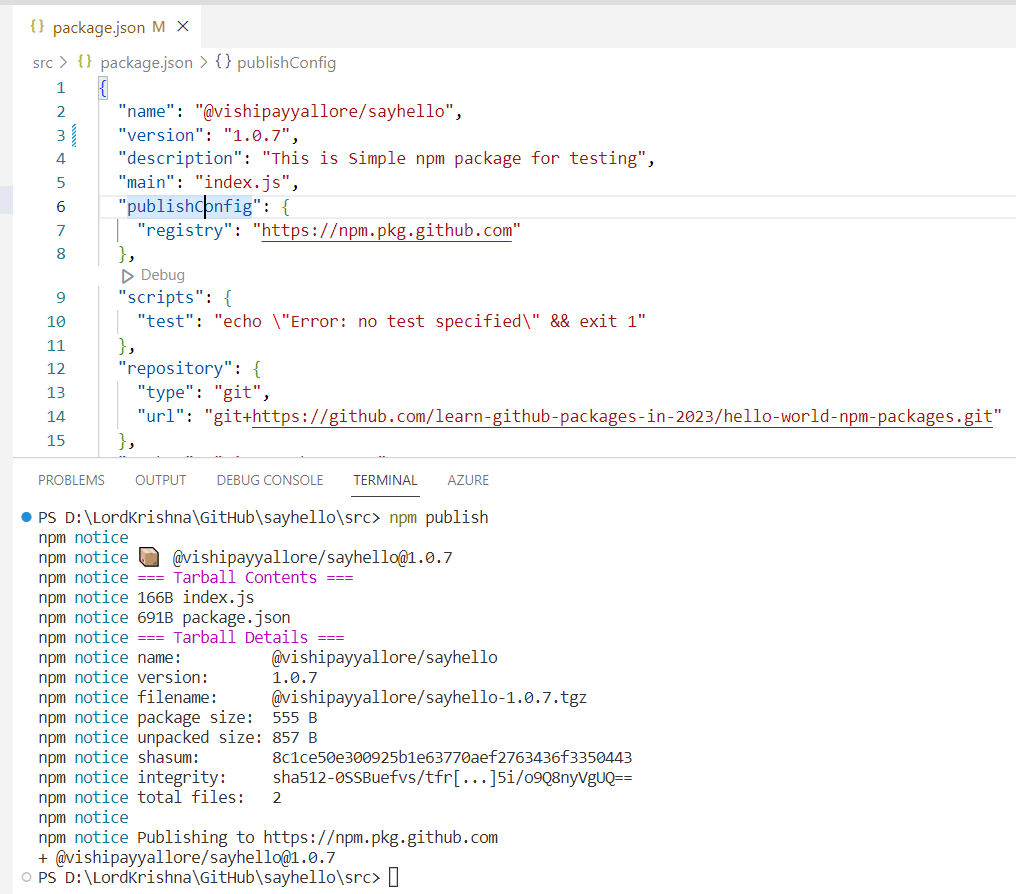 {} package.json M ×
src > {} package.json > {} publishConfig
1 {
2 "name": "@vishipayyallore/sayhello",
3 "version": "1.0.7",
4 "description": "This is Simple npm package for testing",
5 "main": "index.js",
6 "publishConfig": {
7 "registry": "https://npm.pkg.github.com"
8 },
Debug
9 "scripts": {
10 "test": "echo \"Error: no test specified\" && exit 1"
11 },
12 "repository": {
13 "type": "git",
14 "url": "git+https://github.com/learn-github-packages-in-2023/hello-world-npm-packages.git"
15 },
PROBLEMS OUTPUT DEBUG CONSOLE TERMINAL AZURE
PS D:\LordKrishna\GitHub\sayhello\src> npm publish
npm notice
npm notice 📦 @vishipayyallore/sayhello@1.0.7
npm notice === Tarball Contents ===
npm notice 166B index.js
npm notice 691B package.json
npm notice === Tarball Details ===
npm notice name: @vishipayyallore/sayhello
npm notice version: 1.0.7
npm notice filename: @vishipayyallore/sayhello-1.0.7.tgz
npm notice package size: 555 B
npm notice unpacked size: 857 B
npm notice shasum: 8c1ce50e300925b1e63770aef2763436f3350443
npm notice integrity: sha512-0SSBuefvs/tfr[...]5i/o9Q8nyVgUQ==
npm notice total files: 2
npm notice
npm notice Publishing to https://npm.pkg.github.com
+ @vishipayyallore/sayhello@1.0.7
PS D:\LordKrishna\GitHub\sayhello\src>